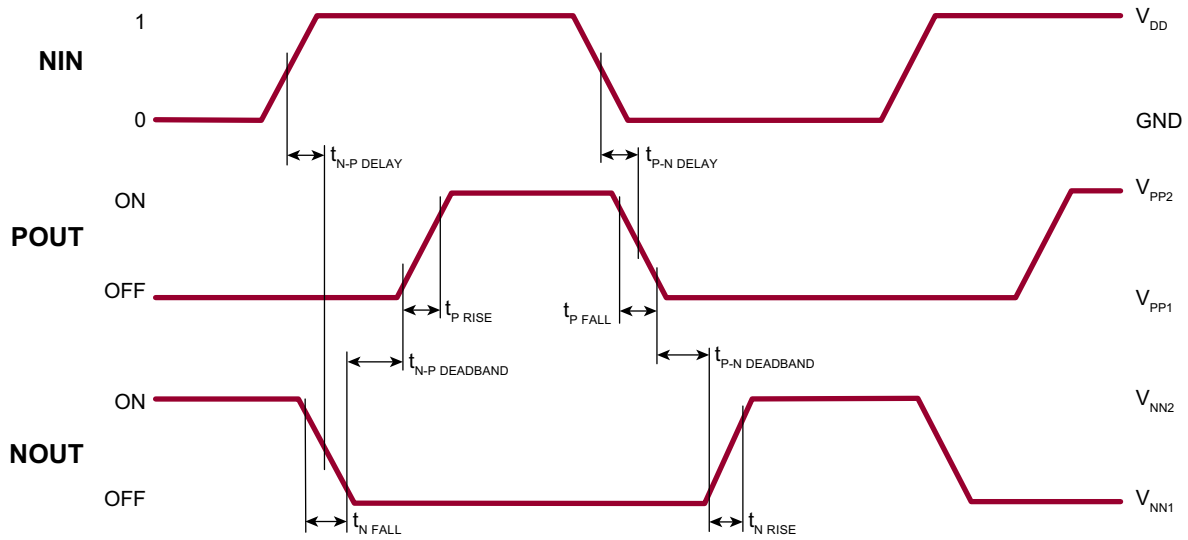 1 V_DD
NIN
0 GND
t_N-P DELAY t_P-N DELAY
ON V_PP2
POUT
OFF V_PP1
t_P RISE t_P FALL
t_N-P DEADBAND t_P-N DEADBAND
ON V_NN2
NOUT
OFF V_NN1
t_N FALL t_N RISE